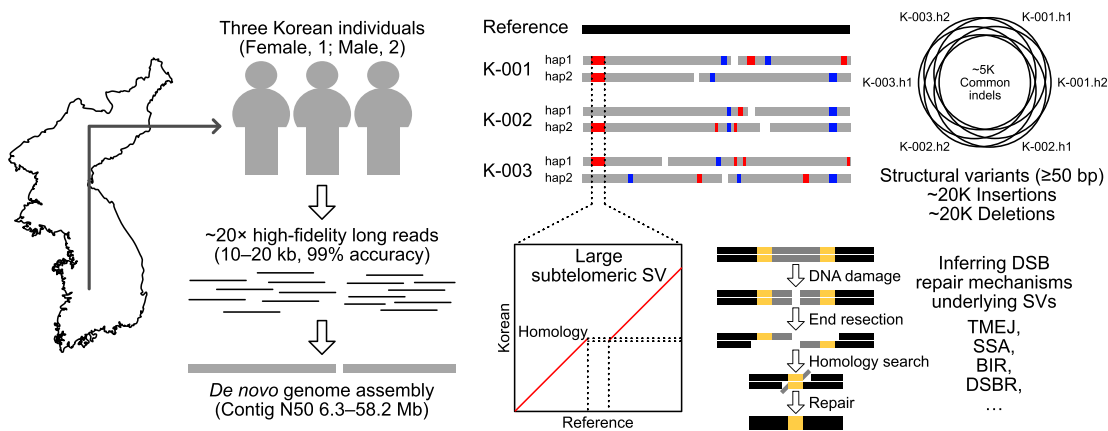 Three Korean individuals
(Female, 1; Male, 2)
~20× high-fidelity long reads
(10–20 kb, 99% accuracy)
De novo genome assembly
(Contig N50 6.3–58.2 Mb)
Reference
K-001
hap1
hap2
K-002
hap1
hap2
K-003
hap1
hap2
Large
subtelomeric SV
Homology
Korean
Reference
K-003.h2
K-001.h1
K-003.h1
~5K
Common
indels
K-001.h2
K-002.h2
K-002.h1
Structural variants (≥50 bp)
~20K Insertions
~20K Deletions
DNA damage
End resection
Homology search
Repair
Inferring DSB
repair mechanisms
underlying SVs
TMEJ,
SSA,
BIR,
DSBR,
…